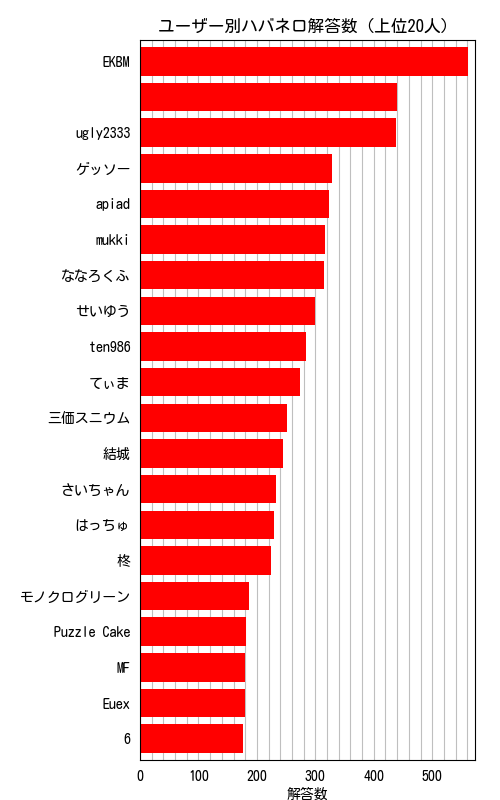 ユーザー別ハバネロ解答数 (上位20人)
EKBM
ugly2333
ゲッソー
apiad
mukki
ななろくふ
せいゆう
ten986
てぃま
三価スニウム
結城
さいちゃん
はっちゅ
柊
モノクログリーン
Puzzle Cake
MF
Euex
6
0 100 200 300 400 500
解答数